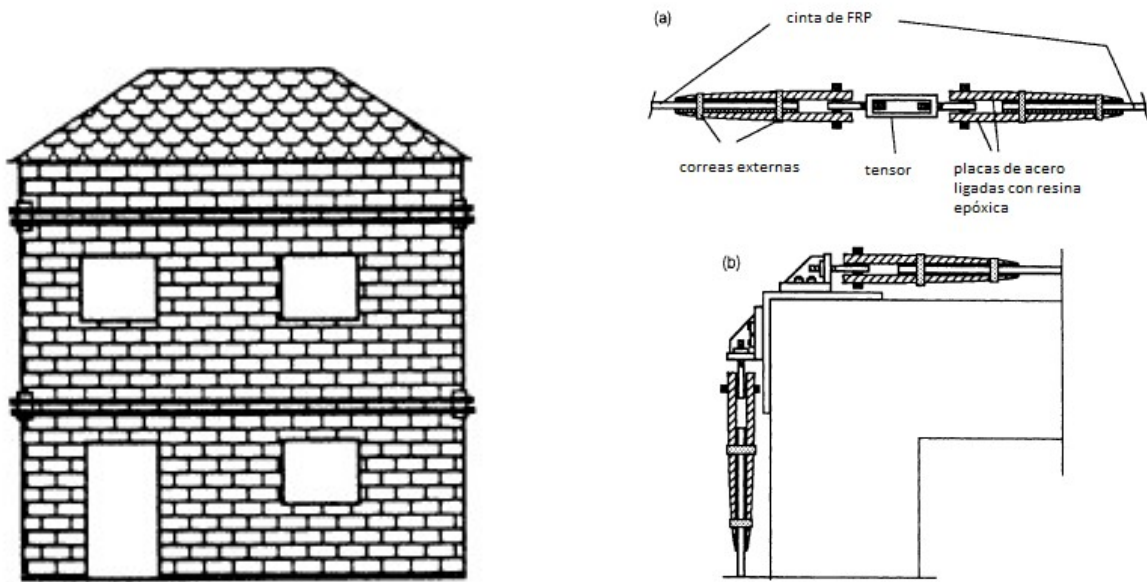 (a)
cinta de FRP
correas externas
tensor
placas de acero
ligadas con resina
epóxica
(b)